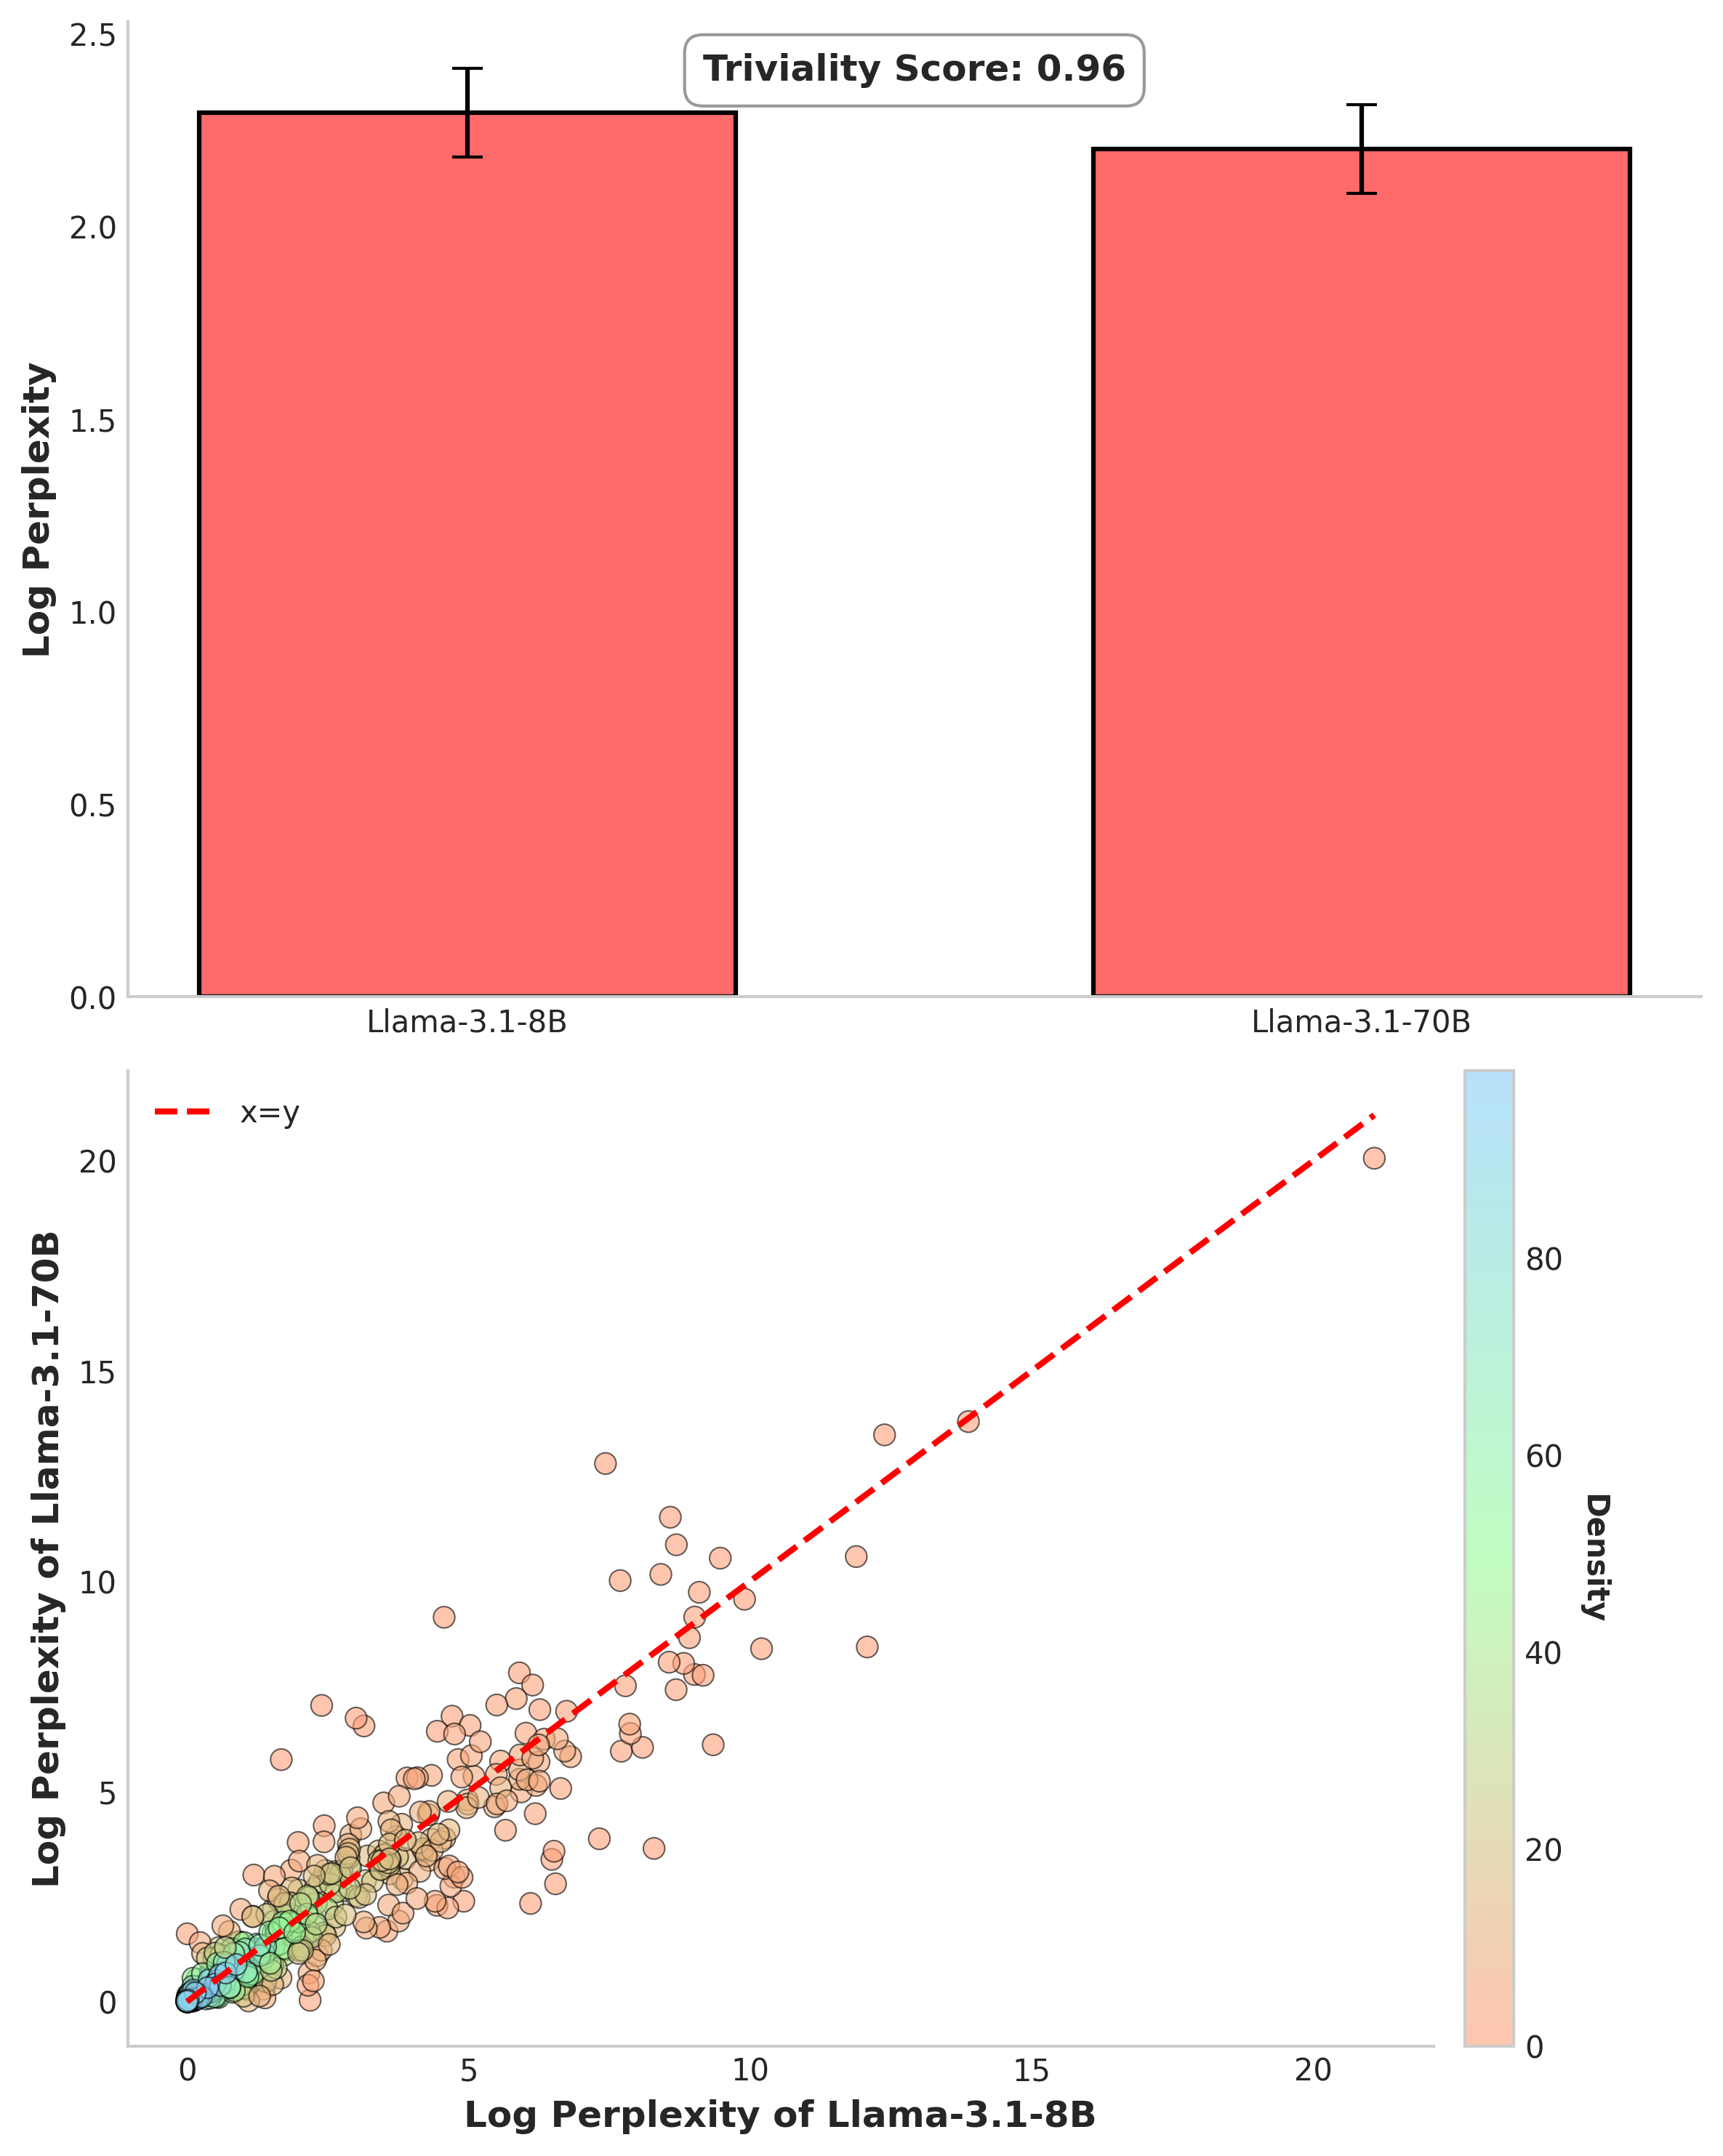 Triviality Score: 0.96
Log Perplexity
2.5
2.0
1.5
1.0
0.5
0.0
Llama-3.1-8B
Llama-3.1-70B
x=y
Log Perplexity of Llama-3.1-70B
20
15
10
5
0
0
5
10
15
20
Log Perplexity of Llama-3.1-8B
80
60
40
20
0
Density